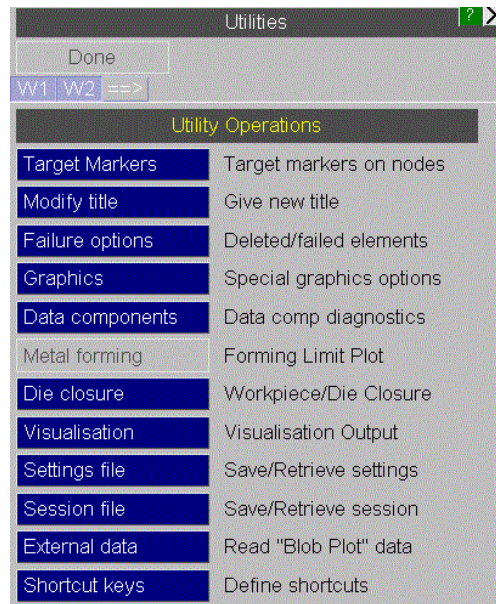 Utilities ?
Done
W1 W2 ==>
Utility Operations
Target Markers Target markers on nodes
Modify title Give new title
Failure options Deleted/failed elements
Graphics Special graphics options
Data components Data comp diagnostics
Metal forming Forming Limit Plot
Die closure Workpiece/Die Closure
Visualisation Visualisation Output
Settings file Save/Retrieve settings
Session file Save/Retrieve session
External data Read "Blob Plot" data
Shortcut keys Define shortcuts